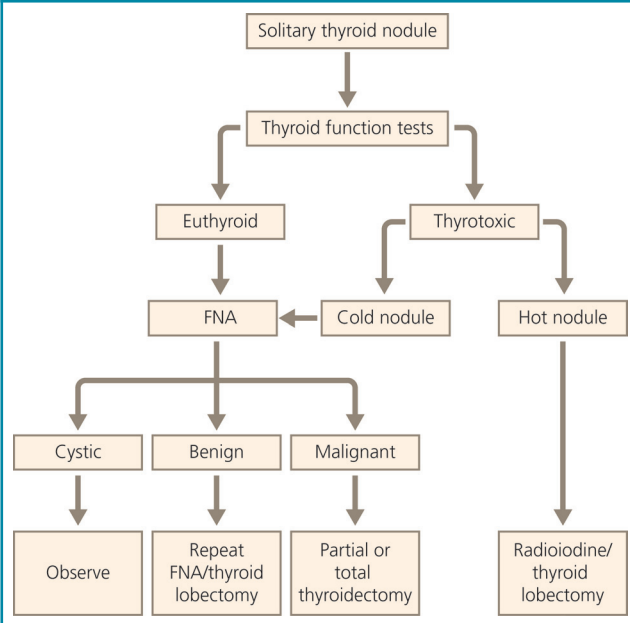 Solitary thyroid nodule
Thyroid function tests
Euthyroid
Thyrotoxic
FNA
Cold nodule
Hot nodule
Cystic
Benign
Malignant
Observe
Repeat
FNA/thyroid
lobectomy
Partial or
total
thyroidectomy
Radioiodine/
thyroid
lobectomy